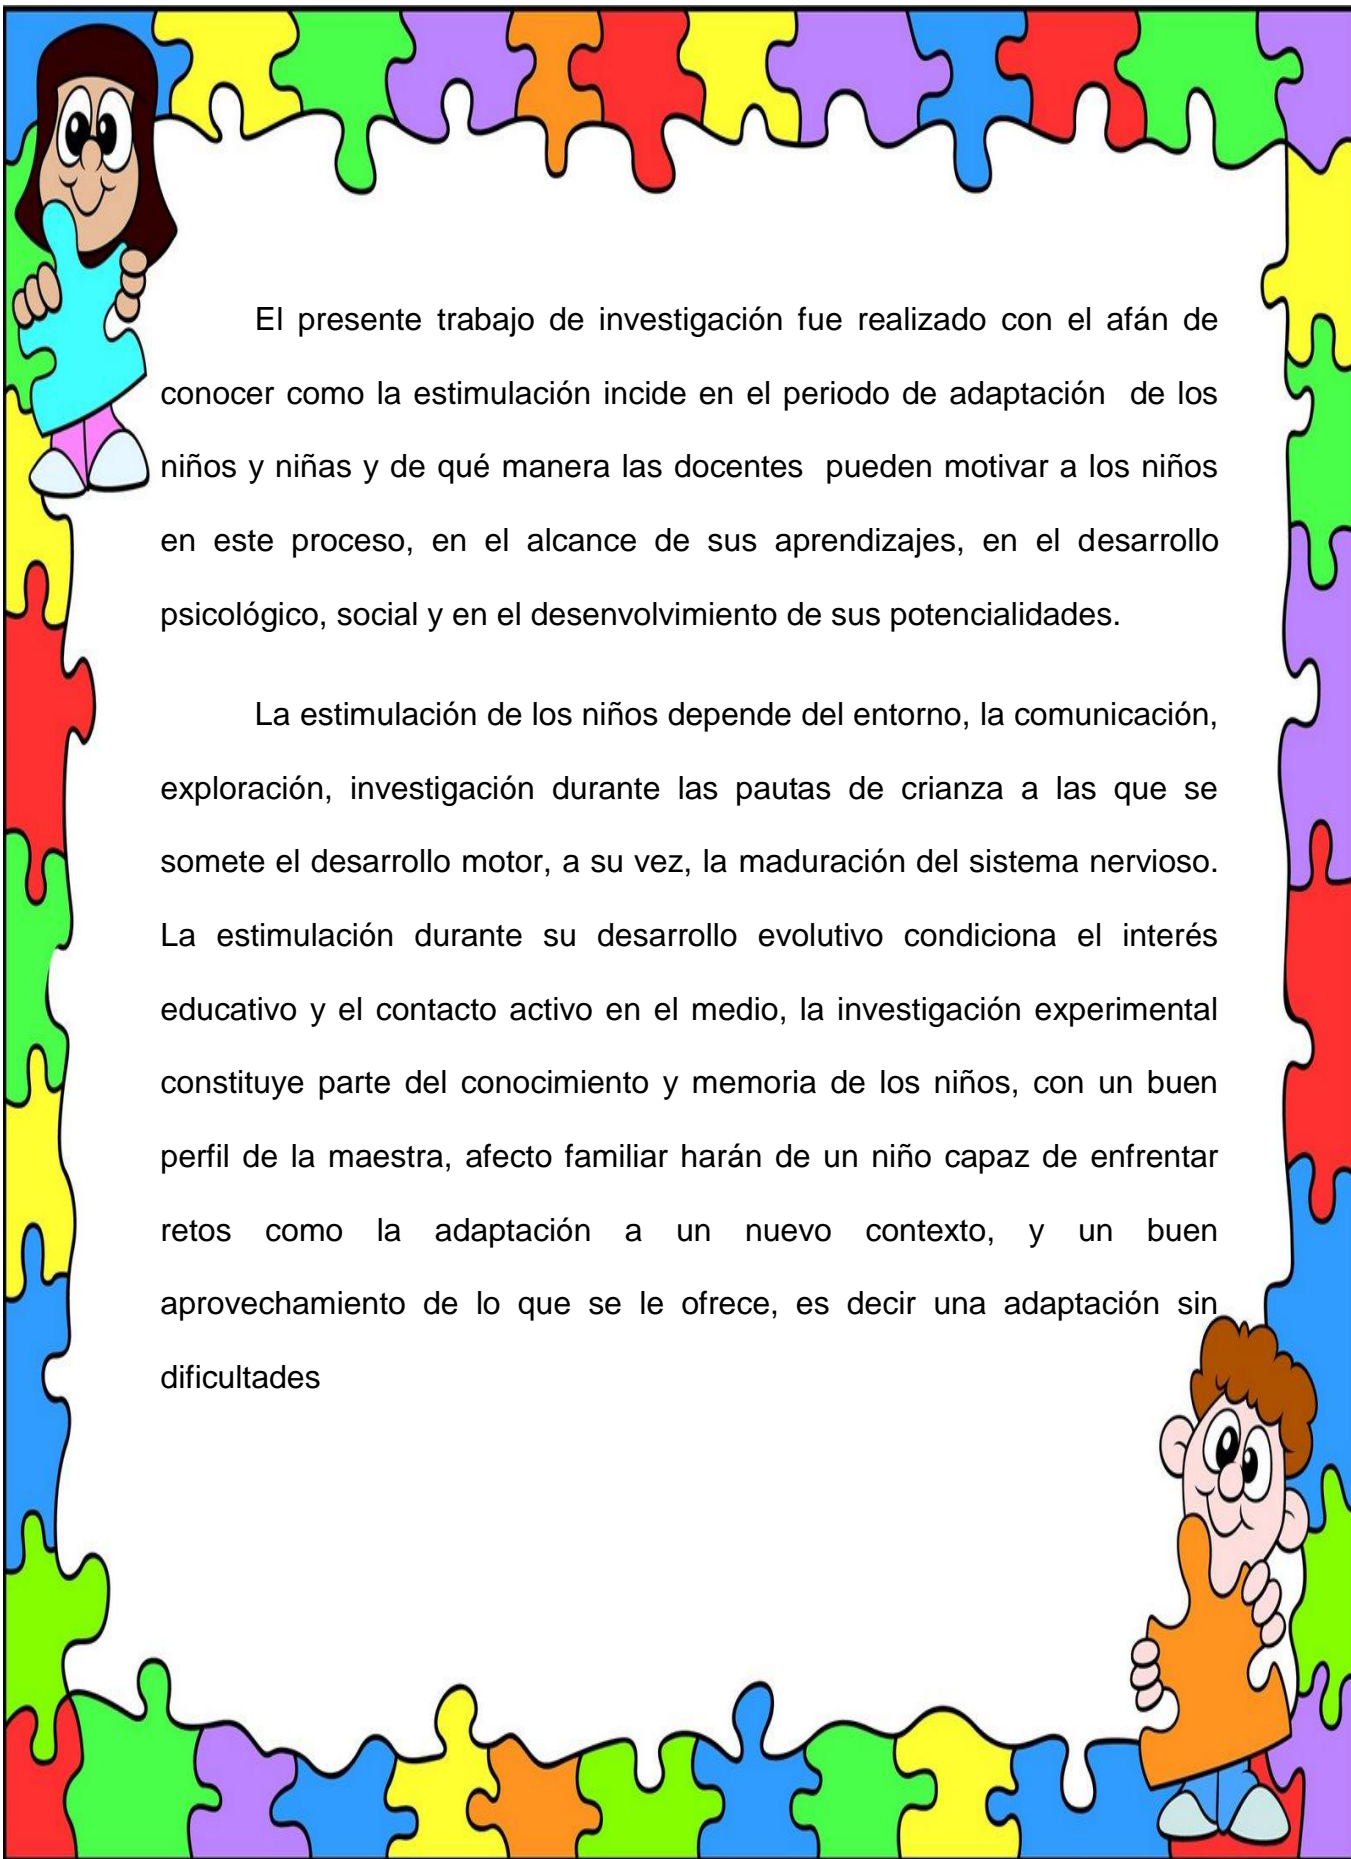 El presente trabajo de investigación fue realizado con el afán de
conocer como la estimulación incide en el periodo de adaptación de los
niños y niñas y de qué manera las docentes pueden motivar a los niños
en este proceso, en el alcance de sus aprendizajes, en el desarrollo
psicológico, social y en el desenvolvimiento de sus potencialidades.
La estimulación de los niños depende del entorno, la comunicación,
exploración, investigación durante las pautas de crianza a las que se
somete el desarrollo motor, a su vez, la maduración del sistema nervioso.
La estimulación durante su desarrollo evolutivo condiciona el interés
educativo y el contacto activo en el medio, la investigación experimental
constituye parte del conocimiento y memoria de los niños, con un buen
perfil de la maestra, afecto familiar harán de un niño capaz de enfrentar
retos como la adaptación a un nuevo contexto, y un buen
aprovechamiento de lo que se le ofrece, es decir una adaptación sin
dificultades